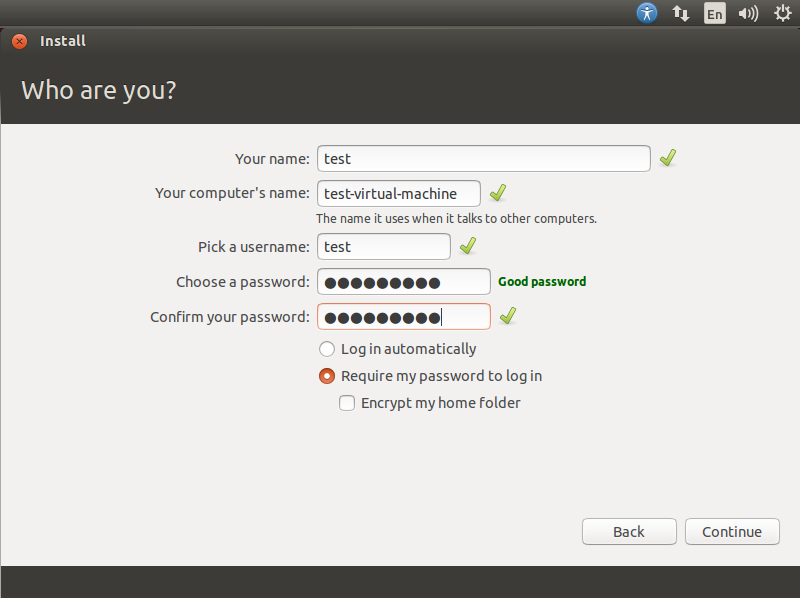 En
Install
Who are you?
Your name: test
Your computer's name: test-virtual-machine
The name it uses when it talks to other computers.
Pick a username: test
Choose a password: ●●●●●●●●● Good password
Confirm your password: ●●●●●●●●●
Log in automatically
Require my password to log in
Encrypt my home folder
Back Continue